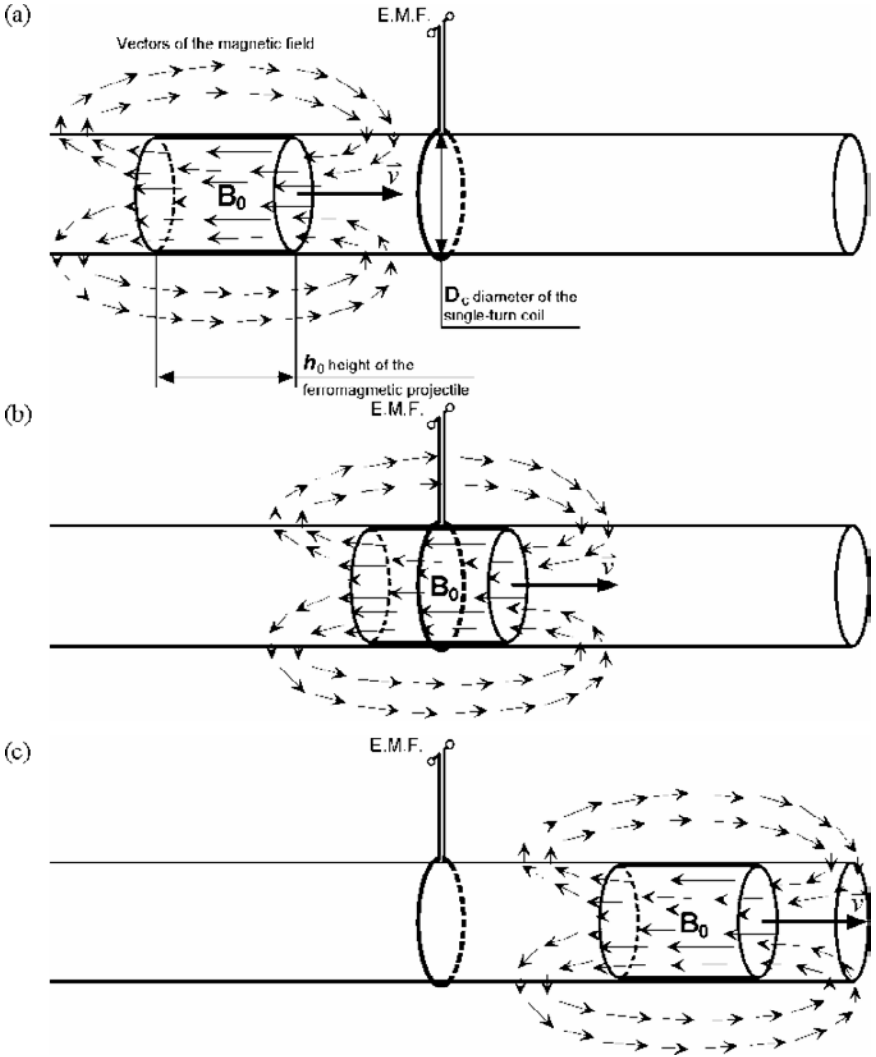 (a)
E.M.F.
Vectors of the magnetic field
B₀
v
D_c diameter of the
single-turn coil
h₀ height of the
ferromagnetic projectile
(b)
E.M.F.
B₀
v
(c)
E.M.F.
B₀
v